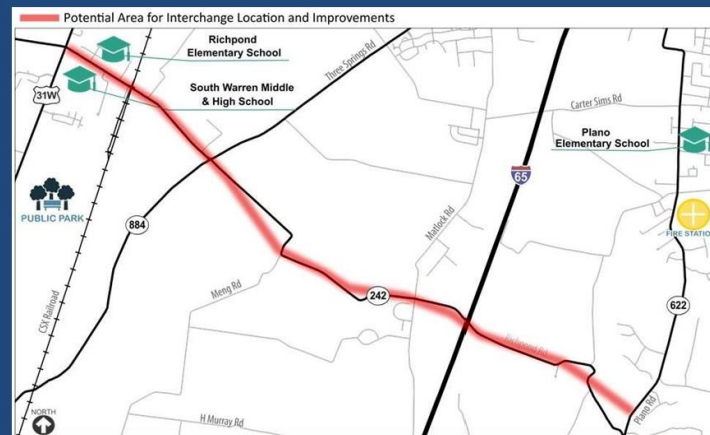 Potential Area for Interchange Location and Improvements
Richpond
Elementary School
South Warren Middle
& High School
31W
Three Springs Rd
Carter Sims Rd
Plano
Elementary School
65
PUBLIC PARK
884
FIRE STATIO
Matlock Rd
Meng Rd
242
622
CSX Railroad
Richpond Rd
Plano Rd
H Murray Rd
NORTH